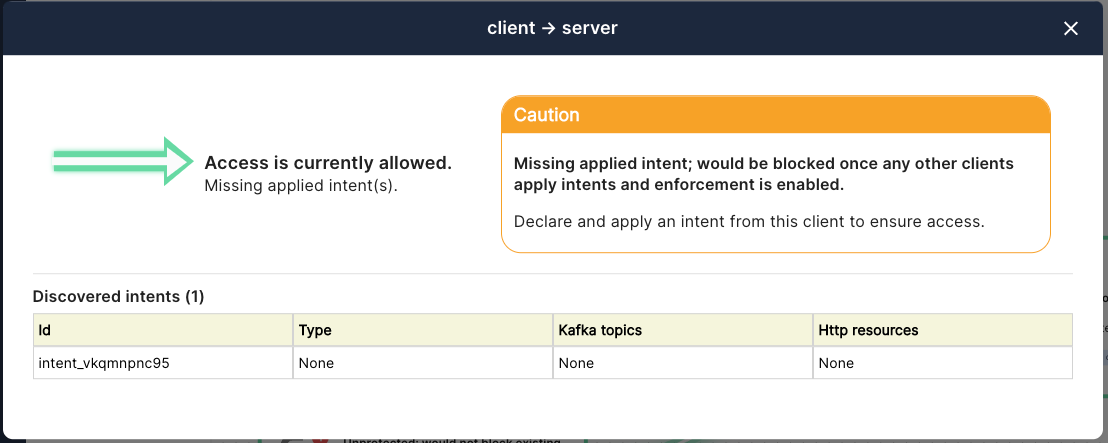 client → server
Caution
Access is currently allowed.
Missing applied intent(s).
Missing applied intent; would be blocked once any other clients
apply intents and enforcement is enabled.
Declare and apply an intent from this client to ensure access.
Discovered intents (1)
Id Type Kafka topics Http resources
intent_vkqmnpnc95 None None None